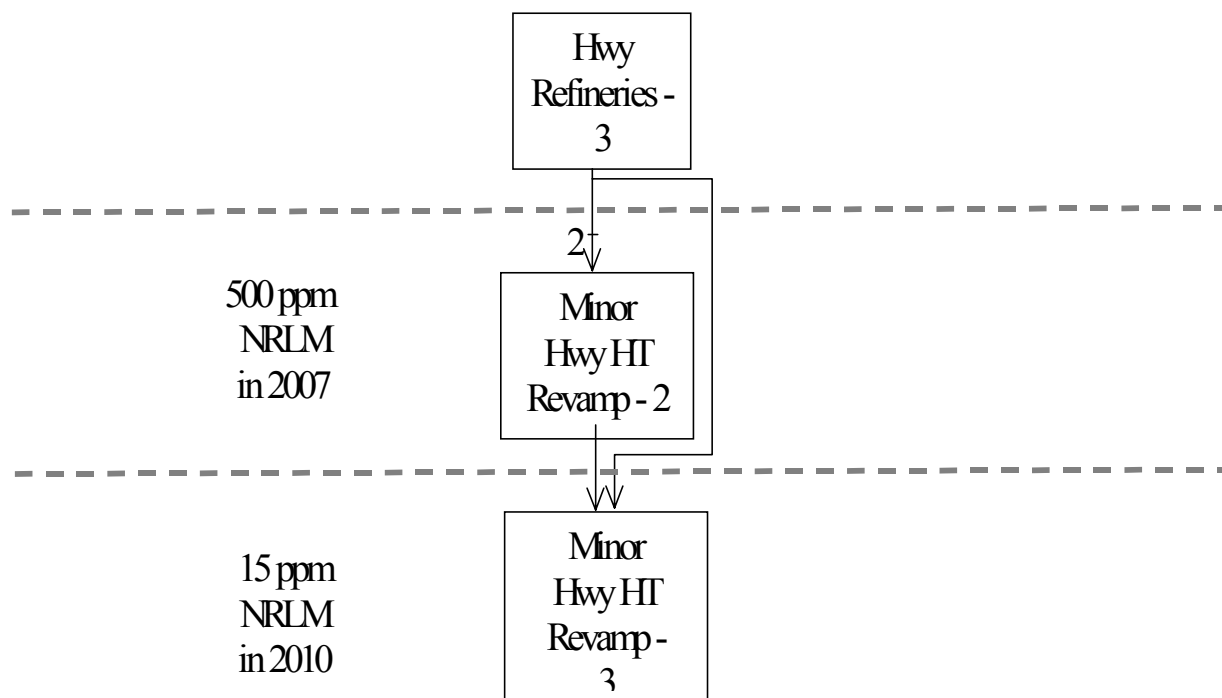 Hwy
Refineries -
3
2
500 ppm
NRLM
in 2007
Minor
Hwy HT
Revamp - 2
15 ppm
NRLM
in 2010
Minor
Hwy HT
Revamp -
3